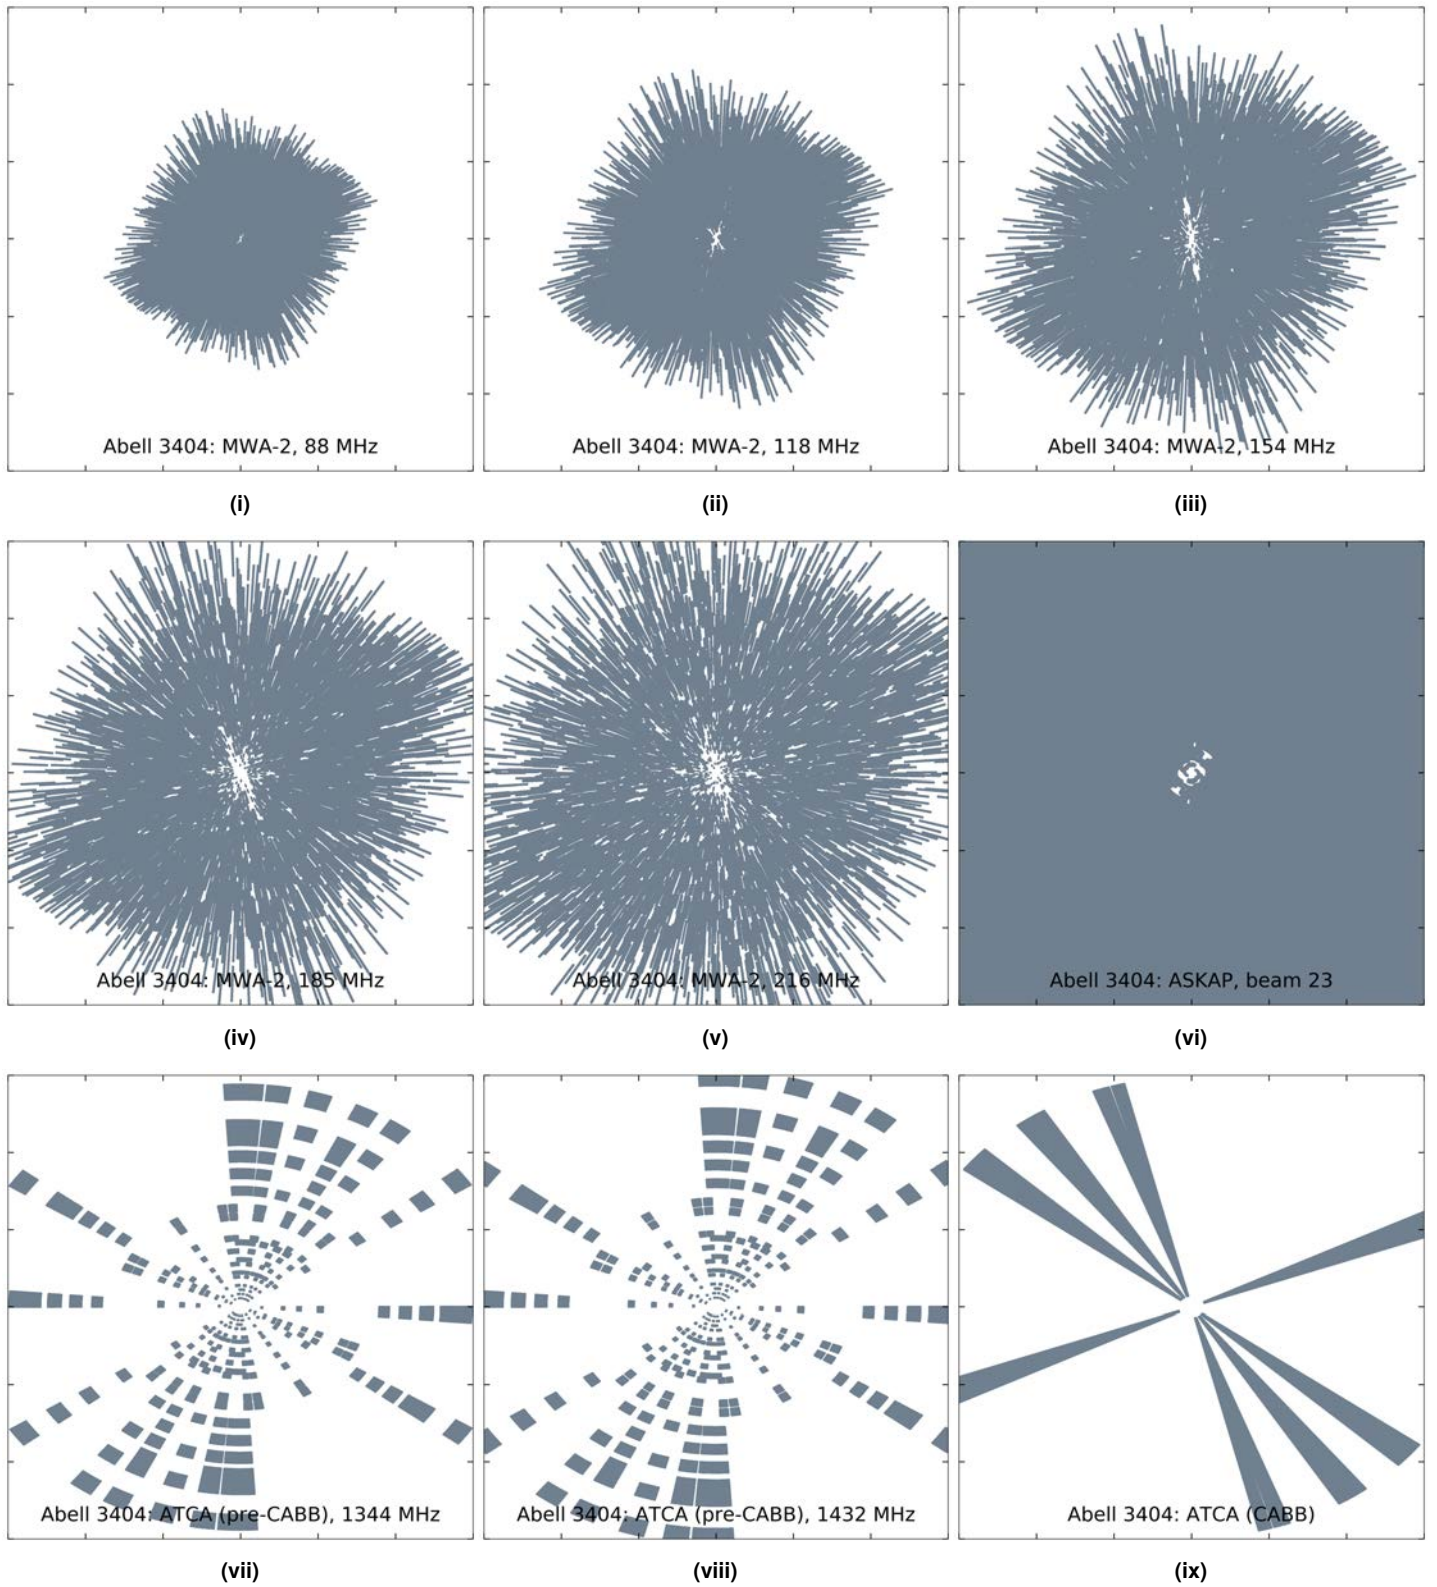 Abell 3404: MWA-2, 88 MHz
Abell 3404: MWA-2, 118 MHz
Abell 3404: MWA-2, 154 MHz
(i)
(ii)
(iii)
Abell 3404: MWA-2, 185 MHz
Abell 3404: MWA-2, 216 MHz
Abell 3404: ASKAP, beam 23
(iv)
(v)
(vi)
Abell 3404: ATCA (pre-CABB), 1344 MHz
Abell 3404: ATCA (pre-CABB), 1432 MHz
Abell 3404: ATCA (CABB)
(vii)
(viii)
(ix)